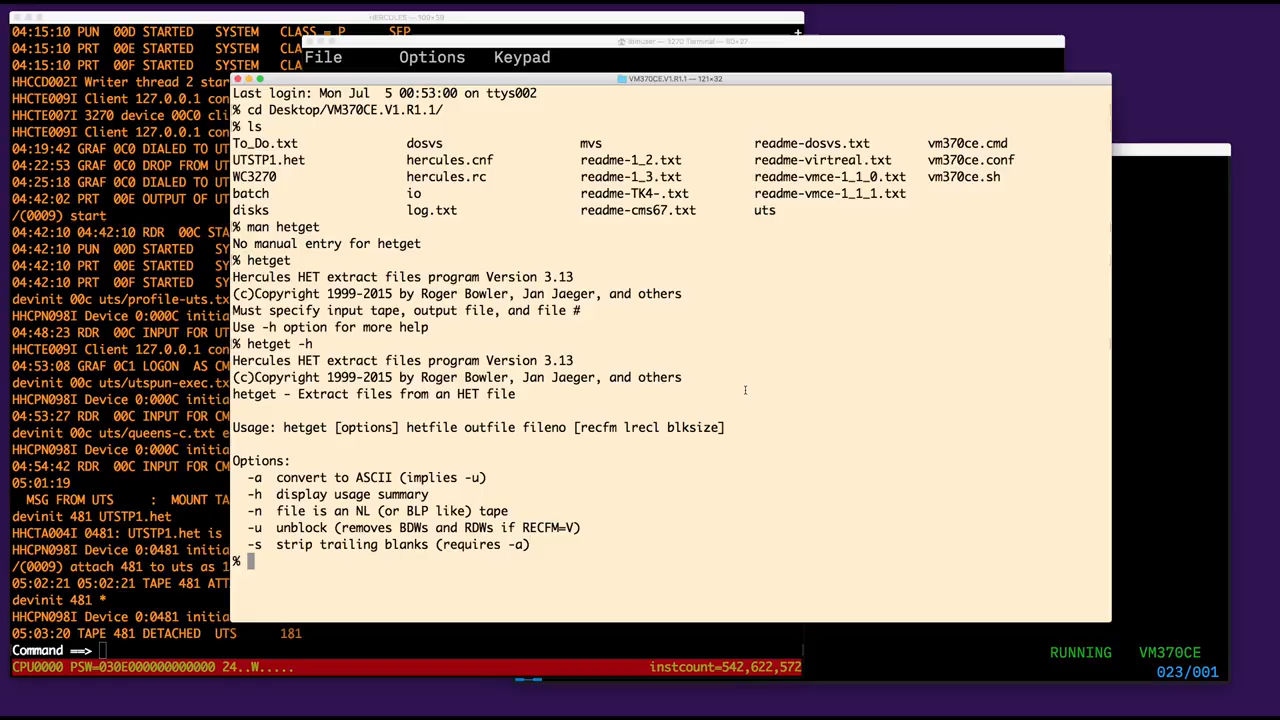 HERCULES — 100×39
04:15:10 PUN  00D STARTED   SYSTEM   CLASS = P      SEP
04:15:10 PRT  00E STARTED   SYSTEM   CLA
04:15:10 PRT  00F STARTED   SYSTEM   CLA
HHCCD002I Writer thread 2 star
HHCTE009I Client 127.0.0.1 con
HHCTE007I 3270 device 00C0 cli
HHCTE009I Client 127.0.0.1 con
04:19:42 GRAF 0C0 DIALED TO UT
04:22:53 GRAF 0C0 DROP FROM UT
04:25:18 GRAF 0C0 DIALED TO UT
04:42:02 PRT  00E OUTPUT OF UT
/(0009) start
04:42:10 04:42:10 RDR  00C STA
04:42:10 PUN  00D STARTED   SY
04:42:10 PRT  00E STARTED   SY
04:42:10 PRT  00F STARTED   SY
devinit 00c uts/profile-uts.tx
HHCPN098I Device 0:000C initia
04:48:23 RDR  00C INPUT FOR UT
HHCTE009I Client 127.0.0.1 con
04:53:08 GRAF 0C1 LOGON  AS CM
devinit 00c uts/utspun-exec.tx
HHCPN098I Device 0:000C initia
04:53:27 RDR  00C INPUT FOR CM
devinit 00c uts/queens-c.txt e
HHCPN098I Device 0:000C initia
04:54:42 RDR  00C INPUT FOR CM
05:01:19
MSG FROM UTS     :  MOUNT TA
devinit 481 UTSTP1.het
HHCTA004I 0481: UTSTP1.het is
HHCPN098I Device 0:0481 initia
/(0009) attach 481 to uts as 1
05:02:21 05:02:21 TAPE 481 ATT
devinit 481 *
HHCPN098I Device 0:0481 initia
05:03:20 TAPE 481 DETACHED  UTS     181
Command ==>
CPU0000 PSW=030E000000000000 24..W.....                instcount=542,622,572
3270 Terminal — 80×27
File      Options    Keypad
VM370CE.V1.R1.1 — 121×32
Last login: Mon Jul  5 00:53:00 on ttys002
% cd Desktop/VM370CE.V1.R1.1/
% ls
To_Do.txt               dosvs                   mvs                     readme-dosvs.txt        vm370ce.cmd
UTSTP1.het              hercules.cnf            readme-1_2.txt          readme-virtreal.txt     vm370ce.conf
WC3270                  hercules.rc             readme-1_3.txt          readme-vmce-1_1_0.txt   vm370ce.sh
batch                   io                      readme-TK4-.txt         readme-vmce-1_1_1.txt
disks                   log.txt                 readme-cms67.txt        uts
% man hetget
No manual entry for hetget
% hetget
Hercules HET extract files program Version 3.13
(c)Copyright 1999-2015 by Roger Bowler, Jan Jaeger, and others
Must specify input tape, output file, and file #
Use -h option for more help
% hetget -h
Hercules HET extract files program Version 3.13
(c)Copyright 1999-2015 by Roger Bowler, Jan Jaeger, and others
hetget - Extract files from an HET file
Usage: hetget [options] hetfile outfile fileno [recfm lrecl blksize]
Options:
-a  convert to ASCII (implies -u)
-h  display usage summary
-n  file is an NL (or BLP like) tape
-u  unblock (removes BDWs and RDWs if RECFM=V)
-s  strip trailing blanks (requires -a)
%
RUNNING   VM370CE
023/001